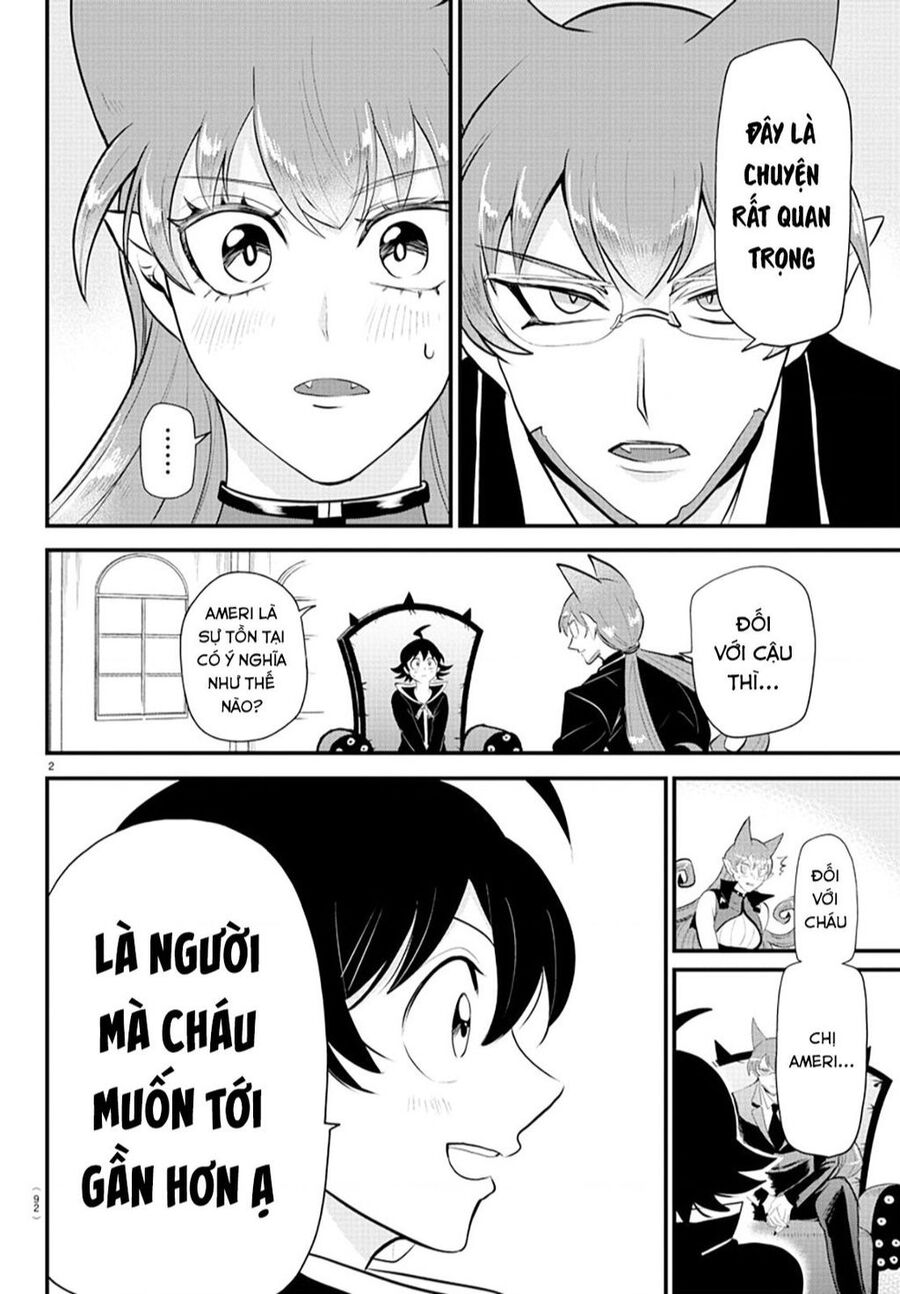 ĐÂY LÀ
CHUYỆN
RẤT QUAN
TRỌNG
......
ĐỐI
VỚI CẬU
THÌ...
AMERI LÀ
SỰ TỒN TẠI
CÓ Ý NGHĨA
NHƯ THẾ
NÀO?
2
ĐỐI
VỚI
CHÁU
CHỊ
AMERI...
LÀ NGƯỜI
MÀ CHÁU
MUỐN TỚI
GẦN HƠN Ạ
(92)